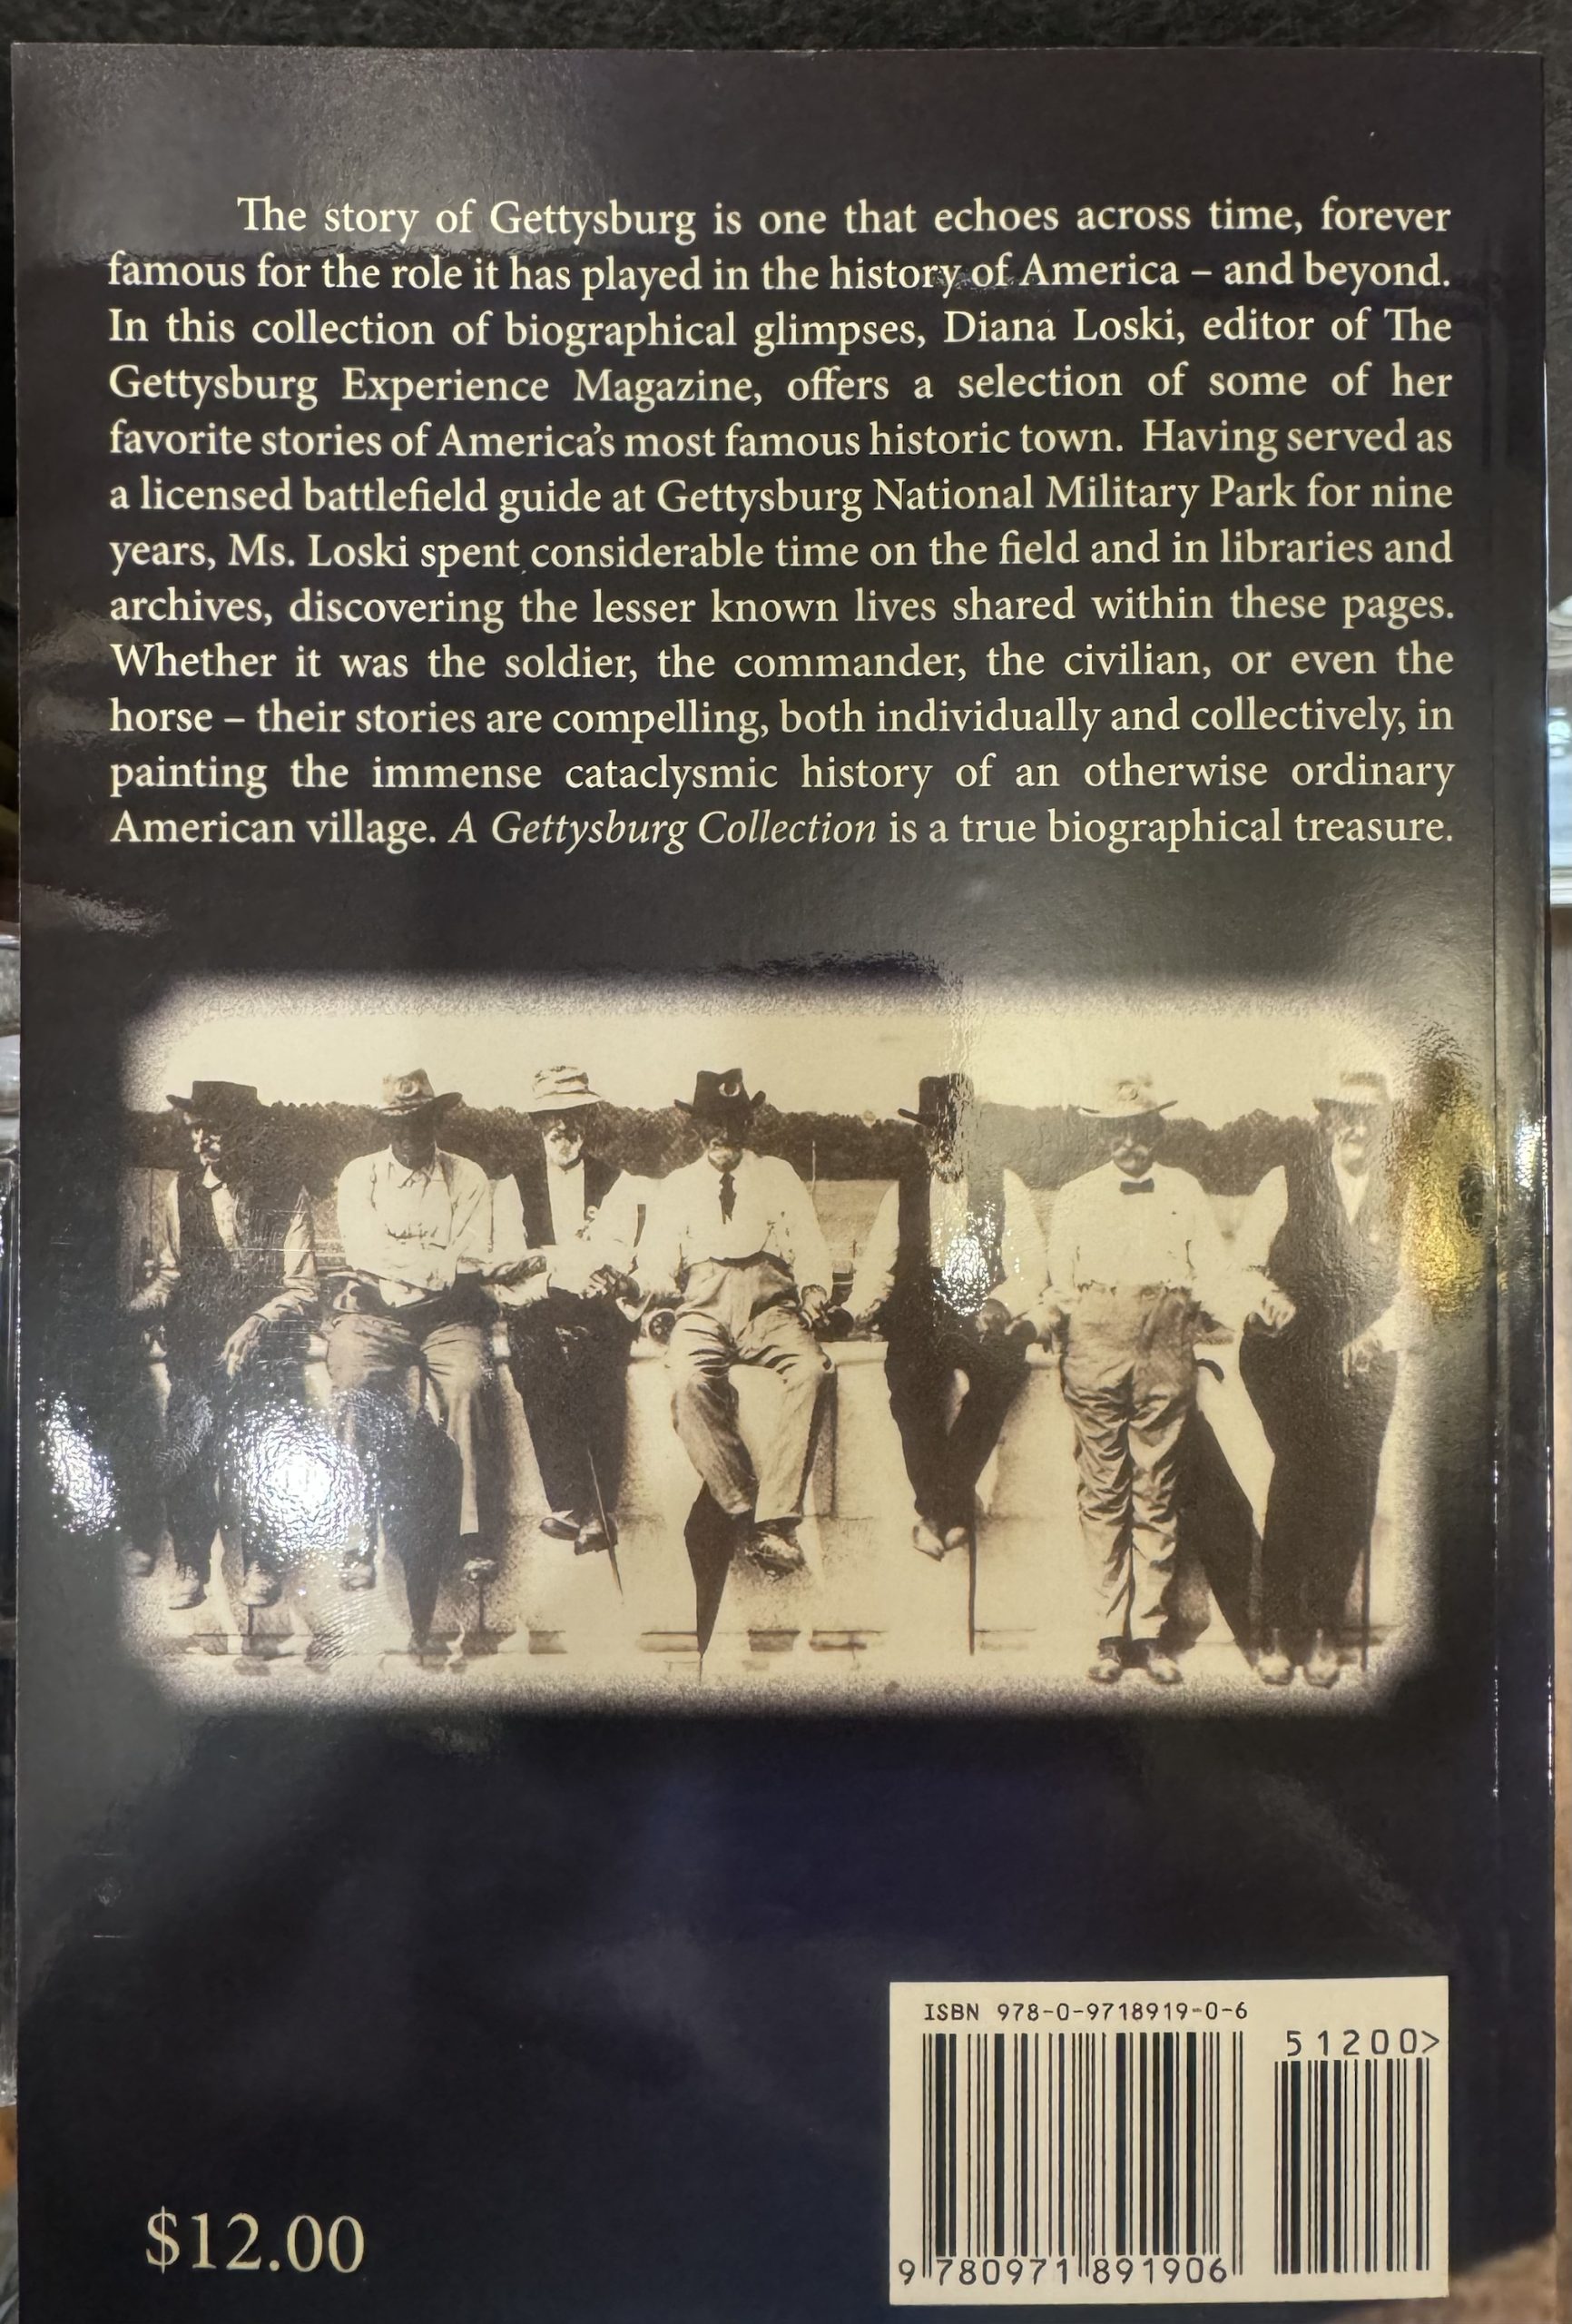 The story of Gettysburg is one that echoes across time, forever
famous for the role it has played in the history of America – and beyond.
In this collection of biographical glimpses, Diana Loski, editor of The
Gettysburg Experience Magazine, offers a selection of some of her
favorite stories of America's most famous historic town. Having served as
a licensed battlefield guide at Gettysburg National Military Park for nine
years, Ms. Loski spent considerable time on the field and in libraries and
archives, discovering the lesser known lives shared within these pages.
Whether it was the soldier, the commander, the civilian, or even the
horse – their stories are compelling, both individually and collectively, in
painting the immense cataclysmic history of an otherwise ordinary
American village. A Gettysburg Collection is a true biographical treasure.
ISBN 978-0-9718919-0-6
51200>
9 780971 891906
$12.00